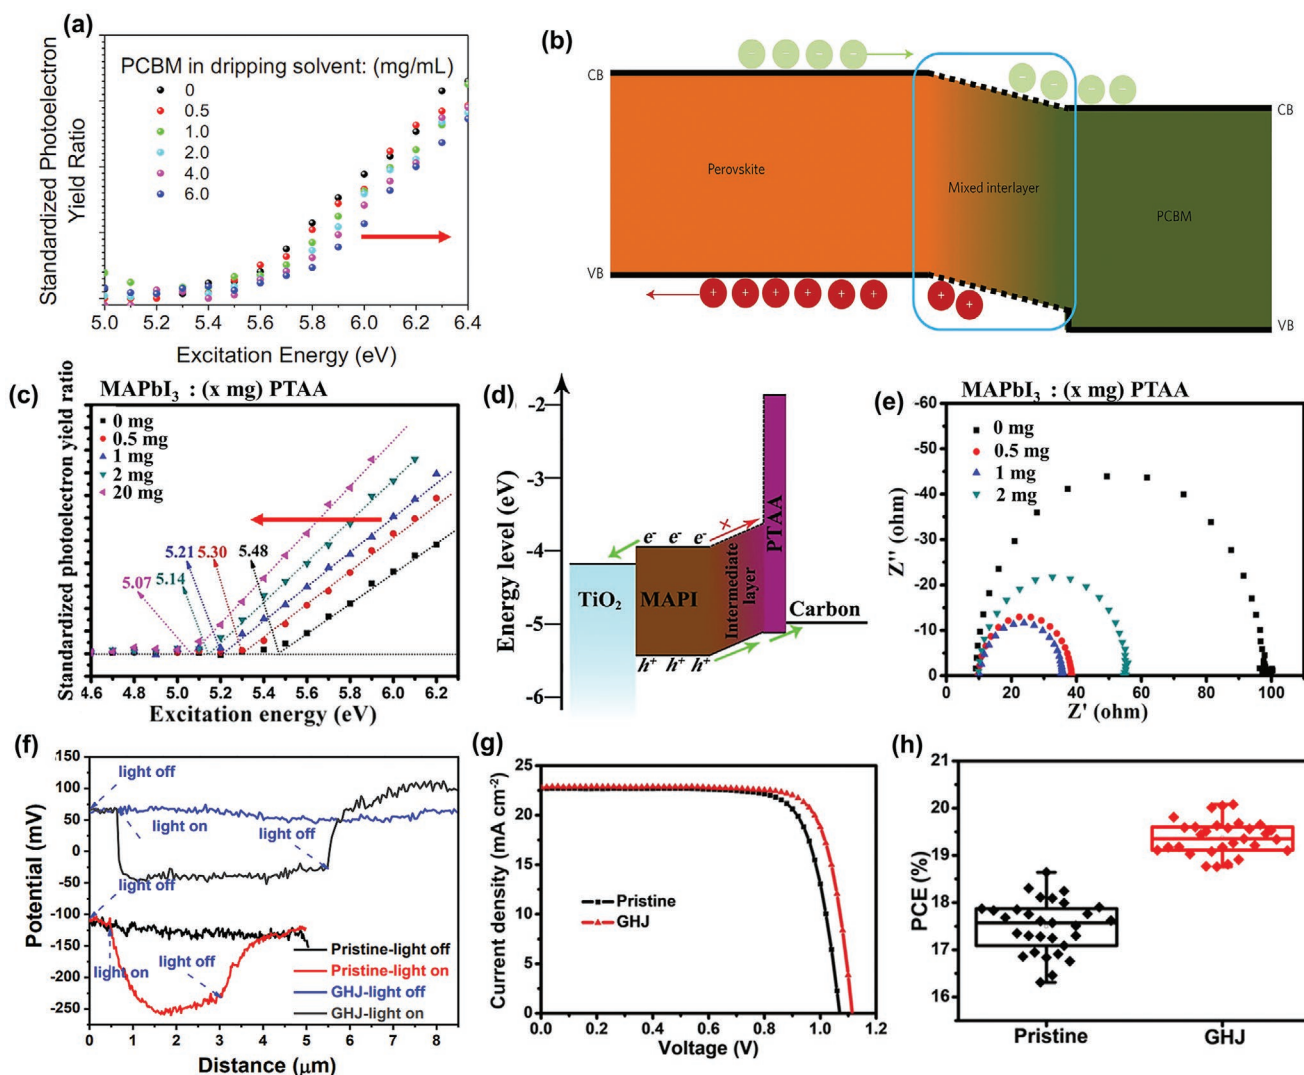 (a)
Standardized Photoelectron
Yield Ratio
PCBM in dripping solvent: (mg/mL)
0
0.5
1.0
2.0
4.0
6.0
5.0 5.2 5.4 5.6 5.8 6.0 6.2 6.4
Excitation Energy (eV)
(b)
CB
CB
Perovskite
Mixed interlayer
PCBM
VB
VB
(c)
MAPbI3 : (x mg) PTAA
Standardized photoelectron yield ratio
0 mg
0.5 mg
1 mg
2 mg
20 mg
5.21 5.30 5.48
5.07 5.14
4.6 4.8 5.0 5.2 5.4 5.6 5.8 6.0 6.2
Excitation energy (eV)
(d)
Energy level (eV)
-2
-3
-4
-5
-6
e- e- e-
TiO2
MAPI
Intermediate
layer
PTAA
Carbon
h+ h+ h+
(e)
MAPbI3 : (x mg) PTAA
Z'' (ohm)
-60
-50
-40
-30
-20
-10
0
0 mg
0.5 mg
1 mg
2 mg
0 20 40 60 80 100
Z' (ohm)
(f)
Potential (mV)
150
100
50
0
-50
-100
-150
-200
-250
light off
light on
light off
light off
light on
light off
Pristine-light off
Pristine-light on
GHJ-light off
GHJ-light on
0 1 2 3 4 5 6 7 8
Distance (μm)
(g)
Current density (mA cm-2)
25
20
15
10
5
0
Pristine
GHJ
0.0 0.2 0.4 0.6 0.8 1.0 1.2
Voltage (V)
(h)
PCE (%)
21
20
19
18
17
16
Pristine
GHJ